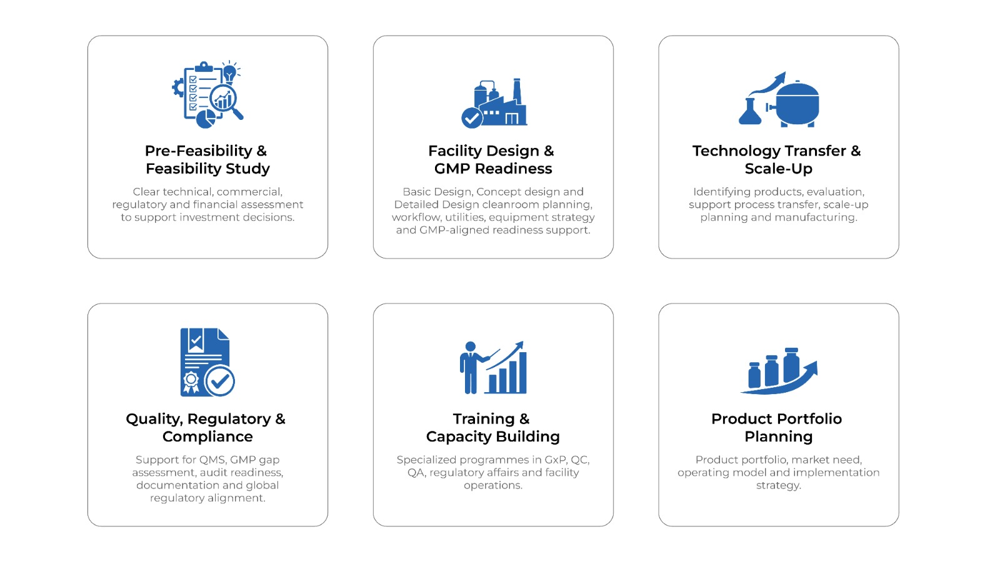 Pre-Feasibility &
Feasibility Study
Clear technical, commercial,
regulatory and financial assessment
to support investment decisions.
Facility Design &
GMP Readiness
Basic Design, Concept design and
Detailed Design cleanroom planning,
workflow, utilities, equipment strategy
and GMP-aligned readiness support.
Technology Transfer &
Scale-Up
Identifying products, evaluation,
support process transfer, scale-up
planning and manufacturing.
Quality, Regulatory &
Compliance
Support for QMS, GMP gap
assessment, audit readiness,
documentation and global
regulatory alignment.
Training &
Capacity Building
Specialized programmes in GxP, QC,
QA, regulatory affairs and facility
operations.
Product Portfolio
Planning
Product portfolio, market need,
operating model and implementation
strategy.